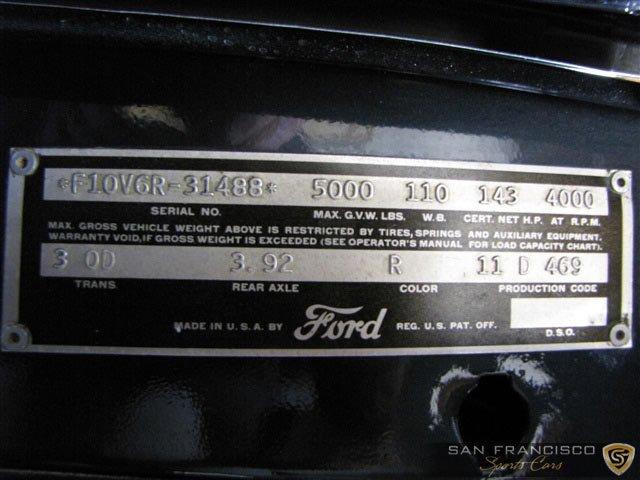 *F10V6R-31488* 5000 110 143 4000
SERIAL NO. MAX. G.V.W. LBS. W.B. CERT. NET H.P. AT R.P.M.
MAX. GROSS VEHICLE WEIGHT ABOVE IS RESTRICTED BY TIRES, SPRINGS AND AUXILIARY EQUIPMENT.
WARRANTY VOID, IF GROSS WEIGHT IS EXCEEDED (SEE OPERATOR'S MANUAL FOR LOAD CAPACITY CHART).
3 OD 3.92 R 11 D 469
TRANS. REAR AXLE COLOR PRODUCTION CODE
MADE IN U.S.A. BY Ford REG. U.S. PAT. OFF. D.S.O.
SAN FRANCISCO
Sports Cars